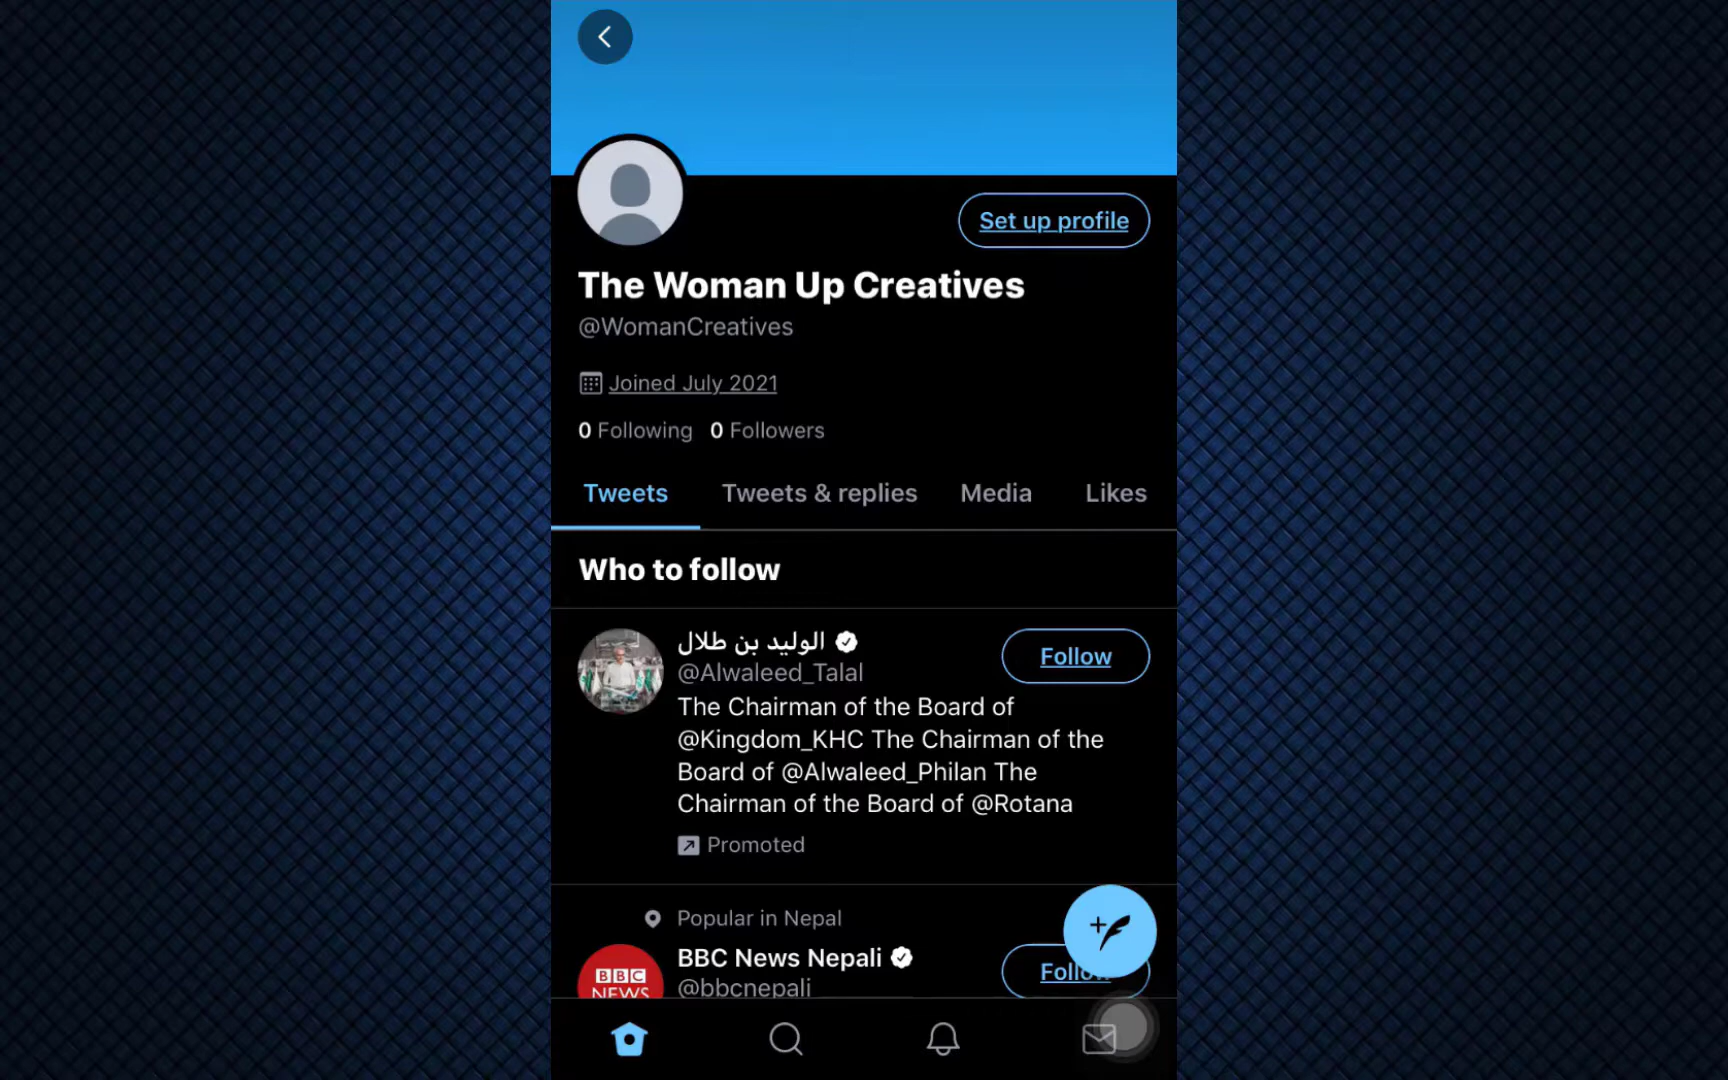 Set up profile
The Woman Up Creatives
@WomanCreatives
Joined July 2021
0 Following 0 Followers
Tweets Tweets & replies Media Likes
Who to follow
الوليد بن طلال
@Alwaleed_Talal
Follow
The Chairman of the Board of
@Kingdom_KHC The Chairman of the
Board of @Alwaleed_Philan The
Chairman of the Board of @Rotana
Promoted
Popular in Nepal
BBC NEWS
BBC News Nepali
@bbcnepali
Follow